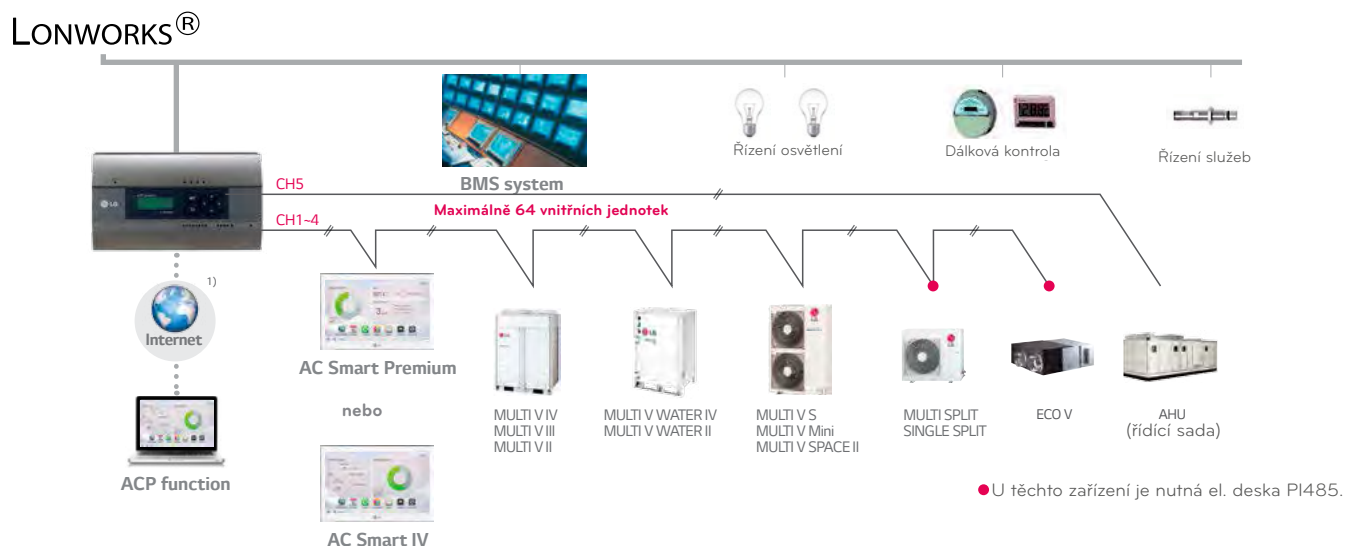 LONWORKS®
Řízení osvětlení
Dálková kontrola
Řízení služeb
BMS system
CH5
Maximálně 64 vnitřních jednotek
CH1~4
LG
1)
Internet
ACP function
AC Smart Premium
nebo
AC Smart IV
MULTI V IV
MULTI V III
MULTI V II
MULTI V WATER IV
MULTI V WATER II
MULTI V S
MULTI V Mini
MULTI V SPACE II
MULTI SPLIT
SINGLE SPLIT
ECO V
AHU
(řídící sada)
U těchto zařízení je nutná el. deska PI485.